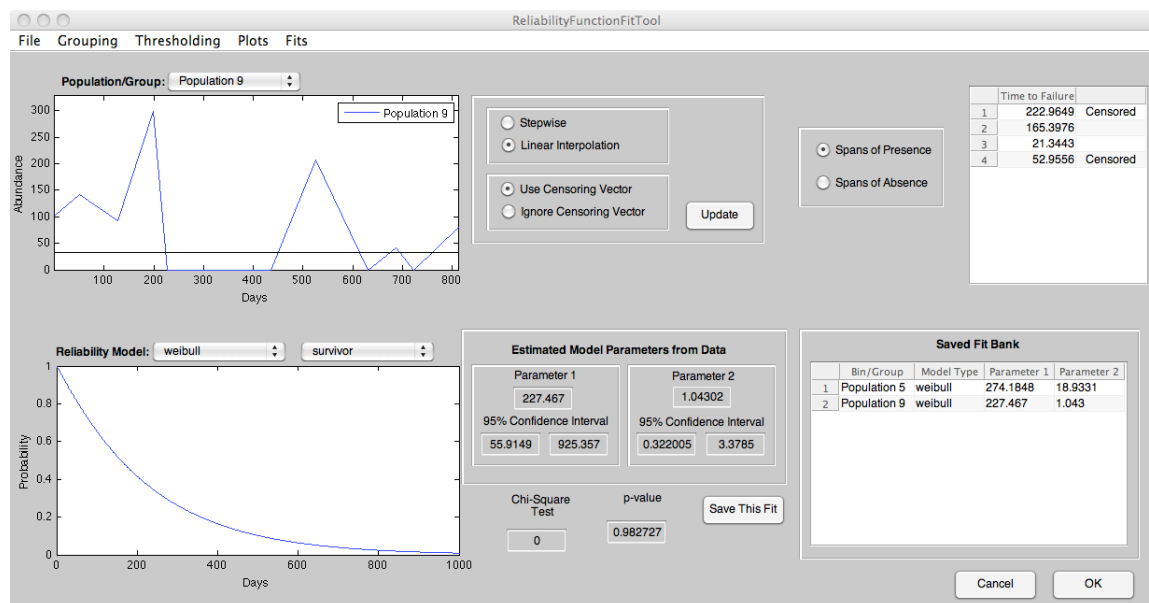 ReliabilityFunctionFitTool
File Grouping Thresholding Plots Fits
Population/Group: Population 9
Population 9
300
250
200
150
100
50
0
Abundance
100 200 300 400 500 600 700 800
Days
Stepwise
Linear Interpolation
Use Censoring Vector
Ignore Censoring Vector
Update
Spans of Presence
Spans of Absence
Time to Failure
1 222.9649 Censored
2 165.3976
3 21.3443
4 52.9556 Censored
Reliability Model: weibull survivor
1
0.8
0.6
0.4
0.2
0
Probability
0 200 400 600 800 1000
Days
Estimated Model Parameters from Data
Parameter 1
227.467
95% Confidence Interval
55.9149 925.357
Parameter 2
1.04302
95% Confidence Interval
0.322005 3.3785
Chi-Square
Test
0
p-value
0.982727
Save This Fit
Saved Fit Bank
Bin/Group Model Type Parameter 1 Parameter 2
1 Population 5 weibull 274.1848 18.9331
2 Population 9 weibull 227.467 1.043
Cancel OK